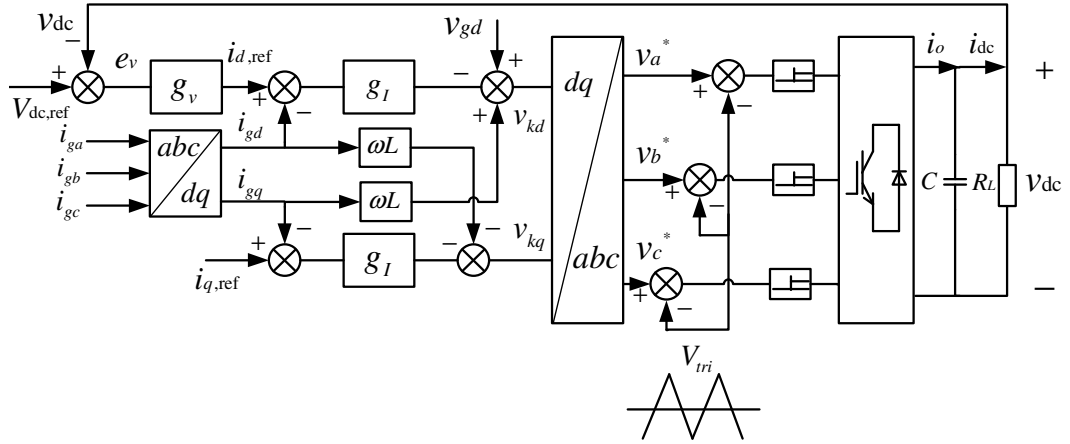 v_dc
−
e_v
i_d,ref
v_gd
+
g_v
+
−
g_I
−
+
+
V_dc,ref
v_kd
i_ga
i_gb
i_gc
abc
dq
i_gd
i_gq
ωL
ωL
−
−
−
+
g_I
i_q,ref
v_kq
dq
abc
v_a*
+
−
v_b*
+
−
v_c*
+
−
V_tri
i_o
i_dc
+
C
R_L
v_dc
−